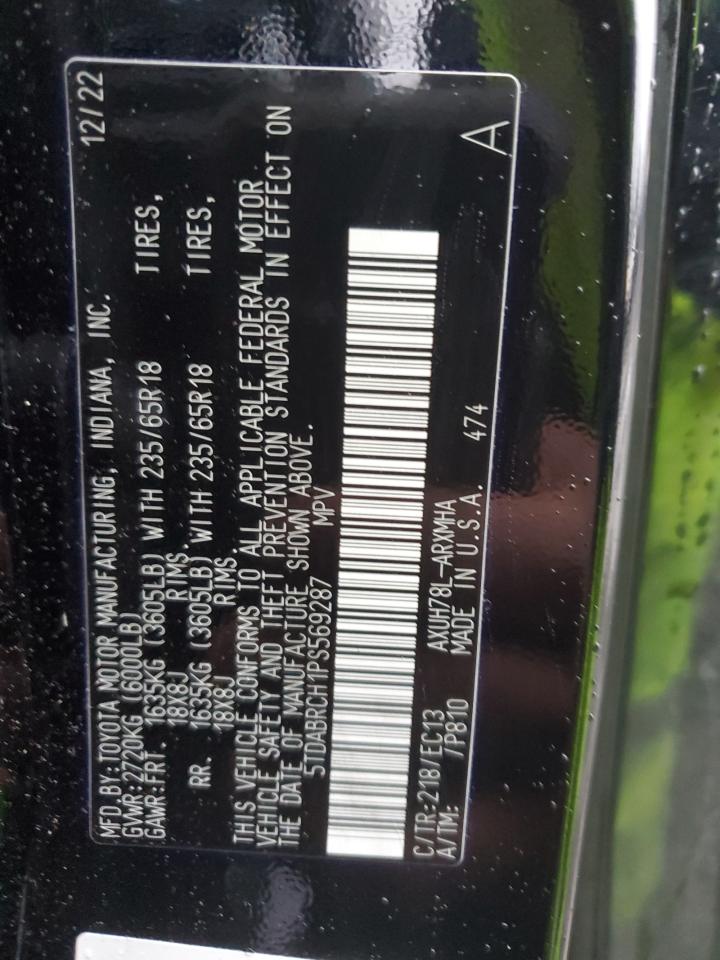 MFD BY: TOYOTA MOTOR MANUFACTURING, INDIANA, INC. 12/22
GVWR: 2720KG (6000LB)
GAWR: FRT. 1635KG (3605LB) WITH 235/65R18 TIRES,
18X8J RIMS.
RR. 1635KG (3605LB) WITH 235/65R18 TIRES,
18X8J RIMS.
THIS VEHICLE CONFORMS TO ALL APPLICABLE FEDERAL MOTOR
VEHICLE SAFETY AND THEFT PREVENTION STANDARDS IN EFFECT ON
THE DATE OF MANUFACTURE SHOWN ABOVE.
5TDABRCH1PS569287 MPV
C/TR: 218/EC13 AXUH78L-ARXMHA
A/TM: /P810 MADE IN U.S.A. 474 A